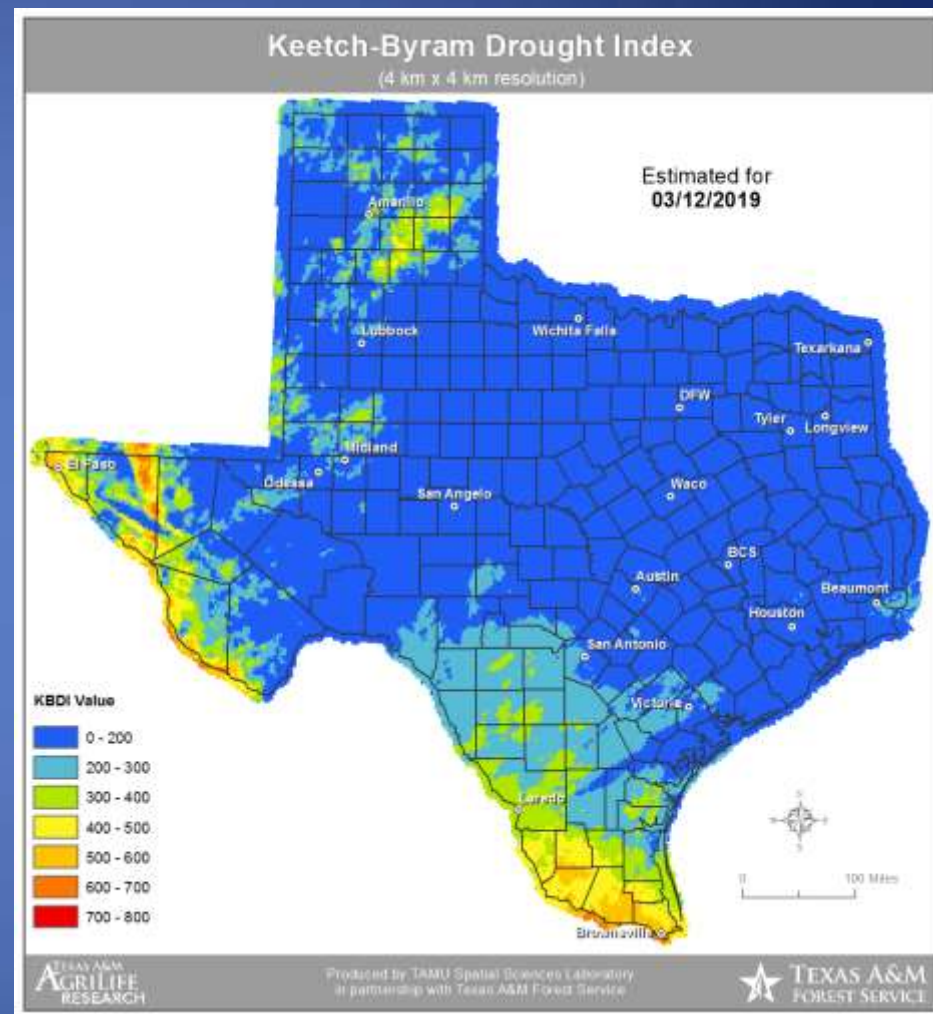 Keetch-Byram Drought Index
(4 km x 4 km resolution)
Estimated for
03/12/2019
Amarillo
Lubbock
Wichita Falls
Texarkana
DFW
Tyler
Longview
Midland
El Paso
Odessa
San Angelo
Waco
BCS
Austin
Beaumont
Houston
San Antonio
Victoria
Laredo
Brownsville
KBDI Value
0 - 200
200 - 300
300 - 400
400 - 500
500 - 600
600 - 700
700 - 800
0 100 Miles
TEXAS A&M
AGRILIFE
RESEARCH
Produced by TAMU Spatial Sciences Laboratory
in partnership with Texas A&M Forest Service
TEXAS A&M
FOREST SERVICE